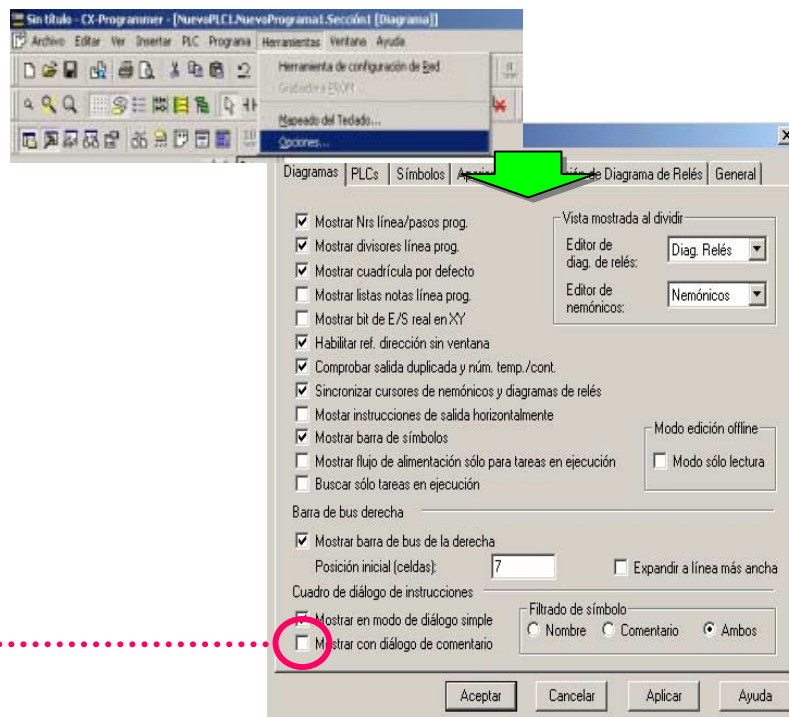 Sin título - CX-Programmer - [NuevoPLC1.NuevoPrograma1.Sección1 [Diagrama]]
Archivo Editar Ver Insertar PLC Programa Herramientas Ventana Ayuda
Herramienta de configuración de Red
Grabadora EROM
Mapeado del Teclado...
Opciones...
Diagramas PLCs Símbolos de Diagrama de Relés General
Mostrar Nrs línea/pasos prog.
Mostrar divisores línea prog.
Mostrar cuadrícula por defecto
Mostrar listas notas línea prog.
Mostrar bit de E/S real en XY
Habilitar ref. dirección sin ventana
Comprobar salida duplicada y núm. temp./cont.
Sincronizar cursores de nemónicos y diagramas de relés
Mostar instrucciones de salida horizontalmente
Mostrar barra de símbolos
Mostrar flujo de alimentación sólo para tareas en ejecución
Buscar sólo tareas en ejecución
Vista mostrada al dividir
Editor de
diag. de relés:
Diag. Relés
Editor de
nemónicos:
Nemónicos
Modo edición offline
Modo sólo lectura
Barra de bus derecha
Mostrar barra de bus de la derecha
Posición inicial (celdas): 7
Expandir a línea más ancha
Cuadro de diálogo de instrucciones
Mostrar en modo de diálogo simple
Mostrar con diálogo de comentario
Filtrado de símbolo
Nombre Comentario Ambos
Aceptar Cancelar Aplicar Ayuda